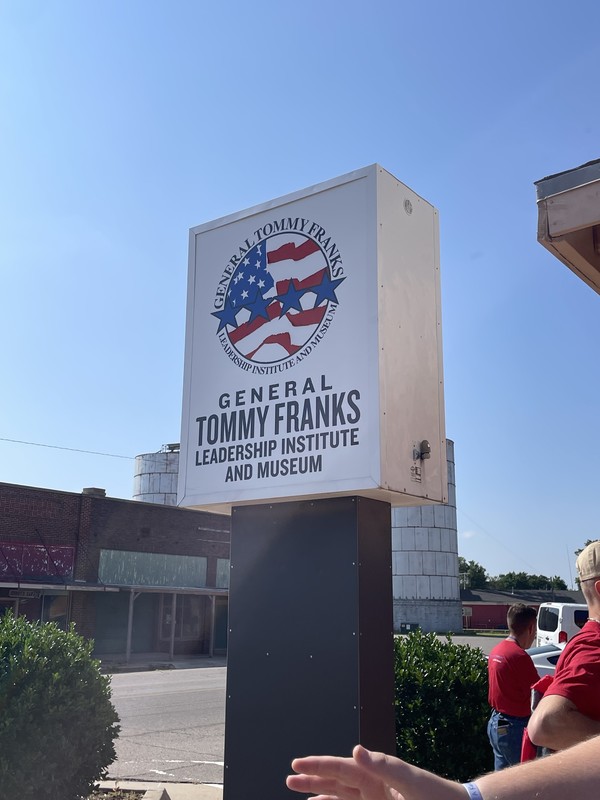 GENERAL TOMMY FRANKS
LEADERSHIP INSTITUTE AND MUSEUM
GENERAL
TOMMY FRANKS
LEADERSHIP INSTITUTE
AND MUSEUM